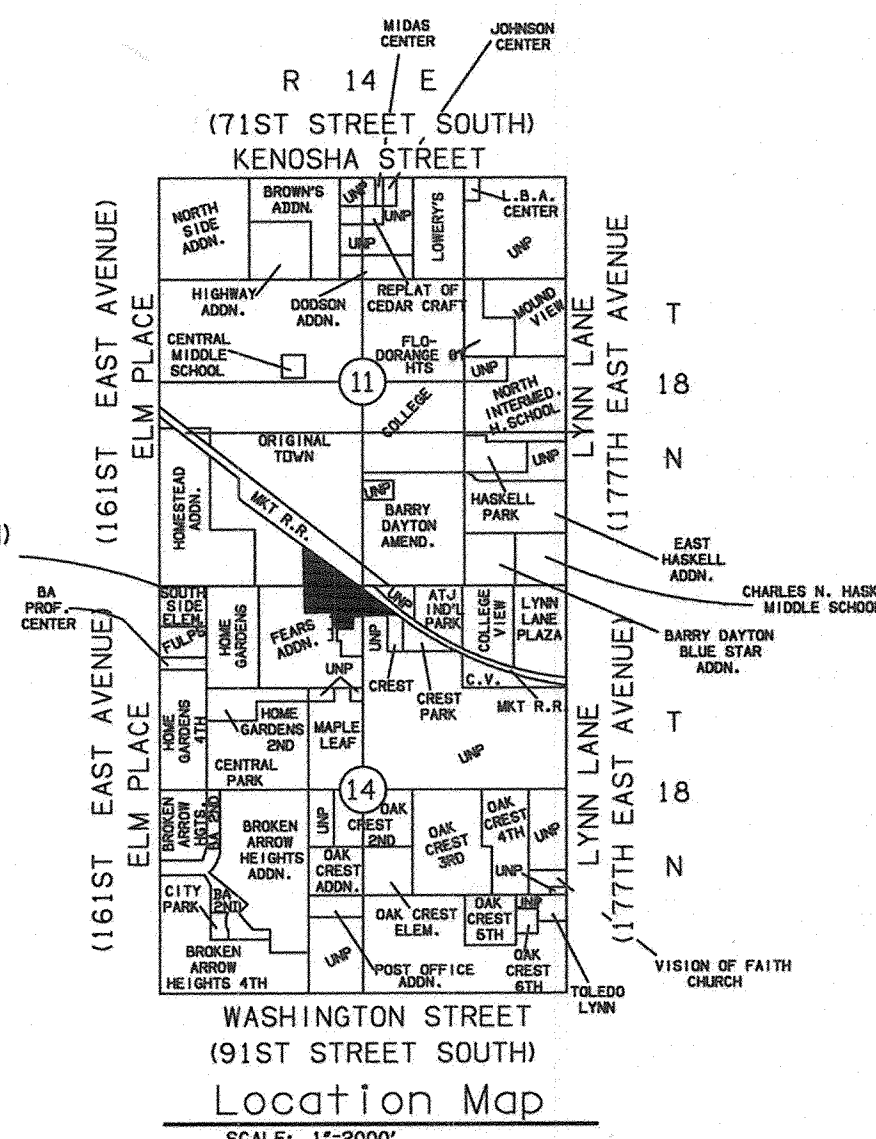 MIDAS
CENTER
JOHNSON
CENTER
R 14 E
(71ST STREET SOUTH)
KENOSHA STREET
NORTH
SIDE
ADDN.
BROWN'S
ADDN.
UNP
UNP
UNP
LOWERY'S
L.B.A.
CENTER
UNP
HIGHWAY
ADDN.
DODSON
ADDN.
REPLAT OF
CEDAR CRAFT
MOUND
VIEW
CENTRAL
MIDDLE
SCHOOL
FLO-
DORANGE
HTS
UNP
11
COLLEGE
NORTH
INTERMED.
H.SCHOOL
(161ST EAST AVENUE)
ELM PLACE
LYNN LANE
(177TH EAST AVENUE)
T
18
N
ORIGINAL
TOWN
UNP
HOMESTEAD
ADDN.
MKT R.R.
UNP
BARRY
DAYTON
AMEND.
HASKELL
PARK
EAST
HASKELL
ADDN.
CHARLES N. HASK
MIDDLE SCHOO
BARRY DAYTON
BLUE STAR
ADDN.
BA
PROF.
CENTER
SOUTH
SIDE
ELEM.
FULPS
HOME
GARDENS
FEARS
ADDN.
UNP
UNP
ATJ
IND'L
PARK
COLLEGE
VIEW
LYNN
LANE
PLAZA
UNP
CREST
CREST
PARK
C.V.
MKT R.R.
HOME
GARDENS
4TH
HOME
GARDENS
2ND
MAPLE
LEAF
CENTRAL
PARK
UNP
14
(161ST EAST AVENUE)
ELM PLACE
LYNN LANE
(177TH EAST AVENUE)
T
18
N
BROKEN
ARROW
HGTS.
BA 2ND
BROKEN
ARROW
HEIGHTS
ADDN.
UNP
OAK
CREST
2ND
OAK
CREST
3RD
OAK
CREST
4TH
UNP
OAK
CREST
ADDN.
UNP
CITY
PARK
BA
2ND
OAK CREST
ELEM.
OAK
CREST
5TH
UNP
BROKEN
ARROW
HEIGHTS 4TH
UNP
POST OFFICE
ADDN.
OAK
CREST
6TH
TOLEDO
LYNN
VISION OF FAITH
CHURCH
WASHINGTON STREET
(91ST STREET SOUTH)
Location Map
SCALE: 1"=2000'